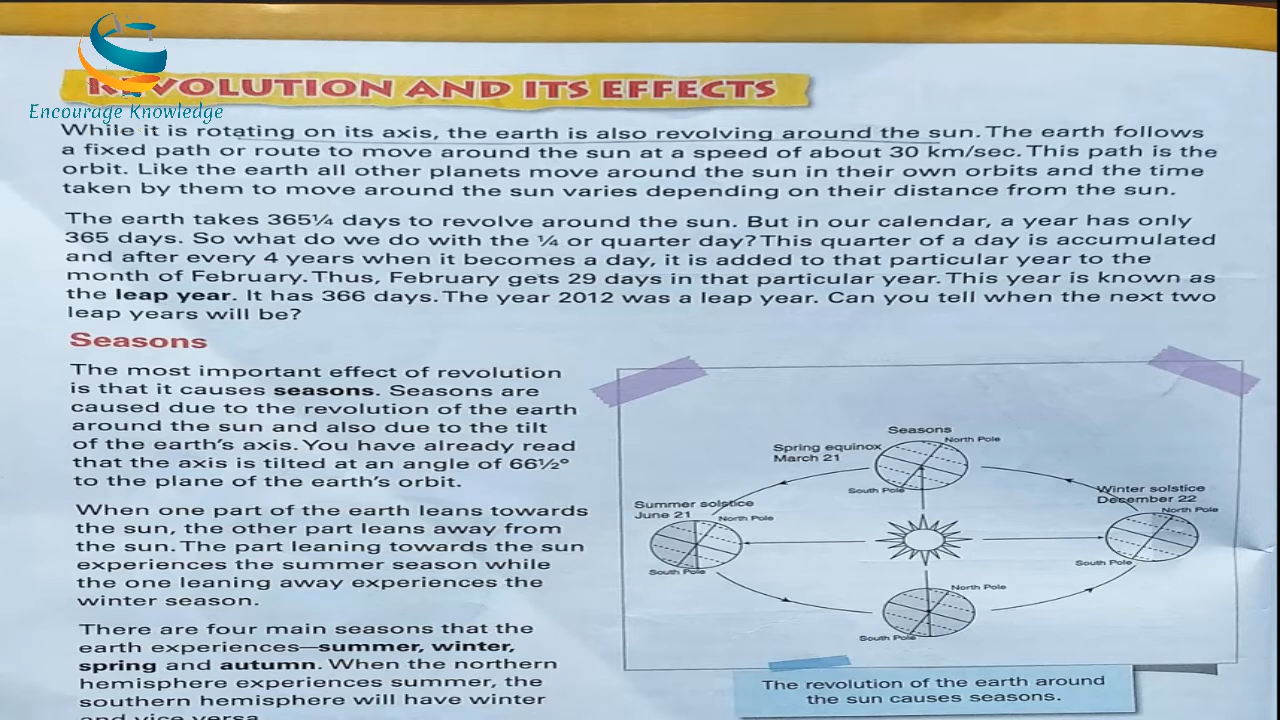 REVOLUTION AND ITS EFFECTS
Encourage Knowledge
While it is rotating on its axis, the earth is also revolving around the sun. The earth follows
a fixed path or route to move around the sun at a speed of about 30 km/sec. This path is the
orbit. Like the earth all other planets move around the sun in their own orbits and the time
taken by them to move around the sun varies depending on their distance from the sun.
The earth takes 365¼ days to revolve around the sun. But in our calendar, a year has only
365 days. So what do we do with the ¼ or quarter day? This quarter of a day is accumulated
and after every 4 years when it becomes a day, it is added to that particular year to the
month of February. Thus, February gets 29 days in that particular year. This year is known as
the leap year. It has 366 days. The year 2012 was a leap year. Can you tell when the next two
leap years will be?
Seasons
The most important effect of revolution
is that it causes seasons. Seasons are
caused due to the revolution of the earth
around the sun and also due to the tilt
of the earth's axis. You have already read
that the axis is tilted at an angle of 66½°
to the plane of the earth's orbit.
When one part of the earth leans towards
the sun, the other part leans away from
the sun. The part leaning towards the sun
experiences the summer season while
the one leaning away experiences the
winter season.
There are four main seasons that the
earth experiences—summer, winter,
spring and autumn. When the northern
hemisphere experiences summer, the
southern hemisphere will have winter
and vice versa.
Seasons
North Pole
Spring equinox
March 21
South Pole
Summer solstice
June 21
North Pole
South Pole
Winter solstice
December 22
North Pole
South Pole
North Pole
South Pole
The revolution of the earth around
the sun causes seasons.